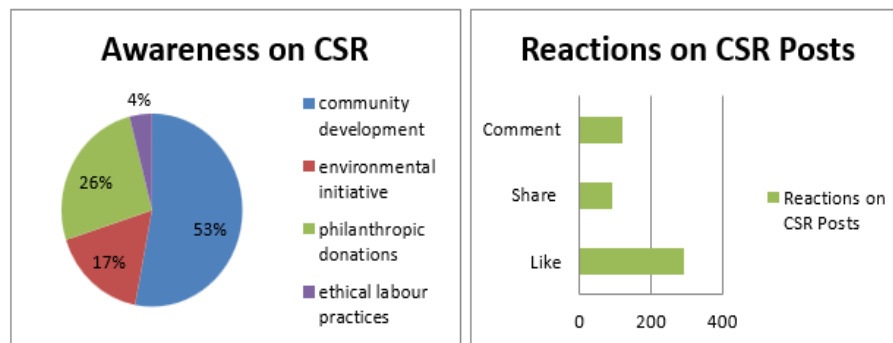 Awareness on CSR
4%
26%
53%
17%
community
development
environmental
initiative
philanthropic
donations
ethical labour
practices
Reactions on CSR Posts
Comment
Share
Like
0 200 400
Reactions on
CSR Posts